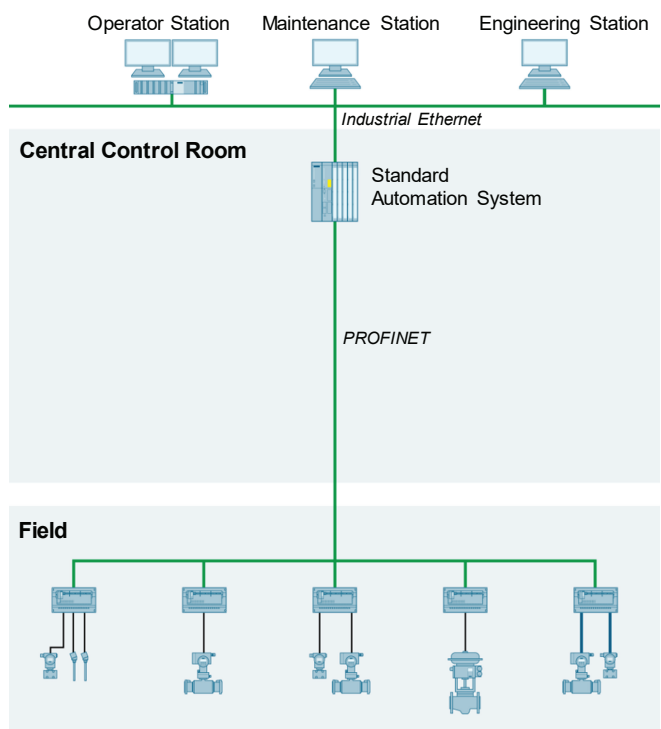 Operator Station
Maintenance Station
Engineering Station
Industrial Ethernet
Central Control Room
Standard
Automation System
PROFINET
Field